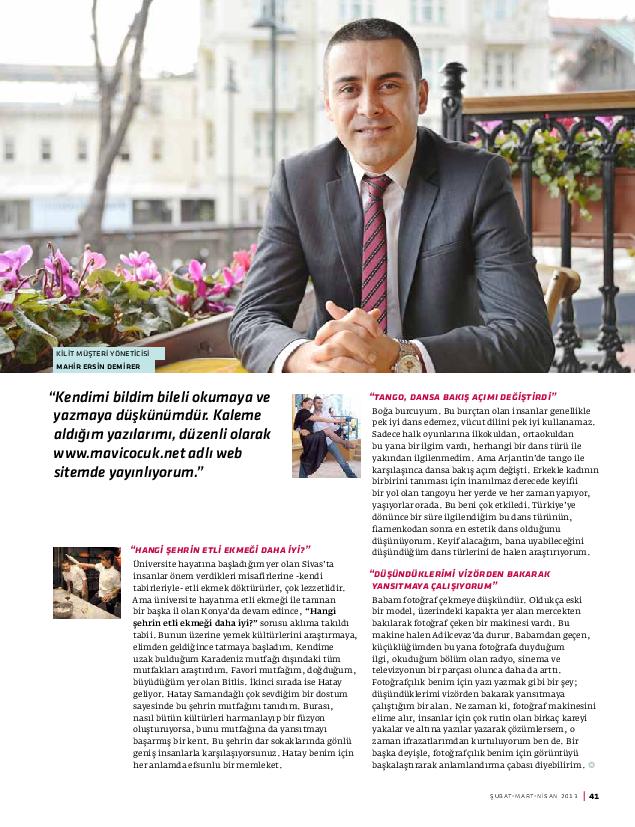 KİLİT MÜŞTERİ YÖNETİCİSİ
MAHİR ERSİN DEMİRER
“Kendimi bildim bileli okumaya ve
yazmaya düşkünümdür. Kaleme
aldığım yazılarımı, düzenli olarak
www.mavicocuk.net adlı web
sitemde yayınlıyorum.”
“HANGİ ŞEHRİN ETLİ EKMEĞİ DAHA İYİ?”
Üniversite hayatına başladığım yer olan Sivas’ta
insanlar önem verdikleri misafirlerine -kendi
tabirleriyle- etli ekmek döktürürler, çok lezzetlidir.
Ama üniversite hayatıma etli ekmeği ile tanınan
bir başka il olan Konya’da devam edince, “Hangi
şehrin etli ekmeği daha iyi?” sorusu aklıma takıldı
tabii. Bunun üzerine yemek kültürlerini araştırmaya,
elimden geldiğince tatmaya başladım. Kendime
uzak bulduğum Karadeniz mutfağı dışındaki tüm
mutfakları araştırdım. Favori mutfağım, doğduğum,
büyüdüğüm yer olan Bitlis. İkinci sırada ise Hatay
geliyor. Hatay Samandağlı çok sevdiğim bir dostum
sayesinde bu şehrin mutfağını tanıdım. Burası,
nasıl bütün kültürleri harmanlayıp bir füzyon
oluşturuyorsa, bunu mutfağına da yansıtmayı
başarmış bir kent. Bu şehrin dar sokaklarında gönlü
geniş insanlarla karşılaşıyorsunuz. Hatay benim için
her anlamda efsunlu bir memleket.
“TANGO, DANSA BAKIŞ AÇIMI DEĞİŞTİRDİ”
Boğa burcuyum. Bu burçtan olan insanlar genellikle
pek iyi dans edemez, vücut dilini pek iyi kullanamaz.
Sadece halk oyunlarına ilkokuldan, ortaokuldan
bu yana bir ilgim vardı, herhangi bir dans türü ile
yakından ilgilenmedim. Ama Arjantin’de tango ile
karşılaşınca dansa bakış açım değişti. Erkekle kadının
birbirini tanıması için inanılmaz derecede keyifli
bir yol olan tangoyu her yerde ve her zaman yapıyor,
yaşıyorlar orada. Bu beni çok etkiledi. Türkiye’ye
dönünce bir süre ilgilendiğim bu dans türünün,
flamenkodan sonra en estetik dans olduğunu
düşünüyorum. Keyif alacağım, bana uyabileceğini
düşündüğüm dans türlerini de halen araştırıyorum.
“DÜŞÜNDÜKLERİMİ VİZÖRDEN BAKARAK
YANSITMAYA ÇALIŞIYORUM”
Babam fotoğraf çekmeye düşkündür. Oldukça eski
bir model, üzerindeki kapakta yer alan mercekten
bakılarak fotoğraf çeken bir makinesi vardı. Bu
makine halen Adilcevaz’da durur. Babamdan geçen,
küçüklüğümden bu yana fotoğrafa duyduğum
ilgi, okuduğum bölüm olan radyo, sinema ve
televizyonun bir parçası olunca daha da arttı.
Fotoğrafçılık benim için yazı yazmak gibi bir şey;
düşündüklerimi vizörden bakarak yansıtmaya
çalıştığım bir alan. Ne zaman ki, fotoğraf makinesini
elime alır, insanlar için çok rutin olan birkaç kareyi
yakalar ve altına yazılar yazarak çözümlersem, o
zaman ifrazatlarımdan kurtuluyorum ben de. Bir
başka deyişle, fotoğrafçılık benim için görüntüyü
başkalaştırarak anlamlandırma çabası diyebilirim.
ŞUBAT-MART-NİSAN 2013 | 41